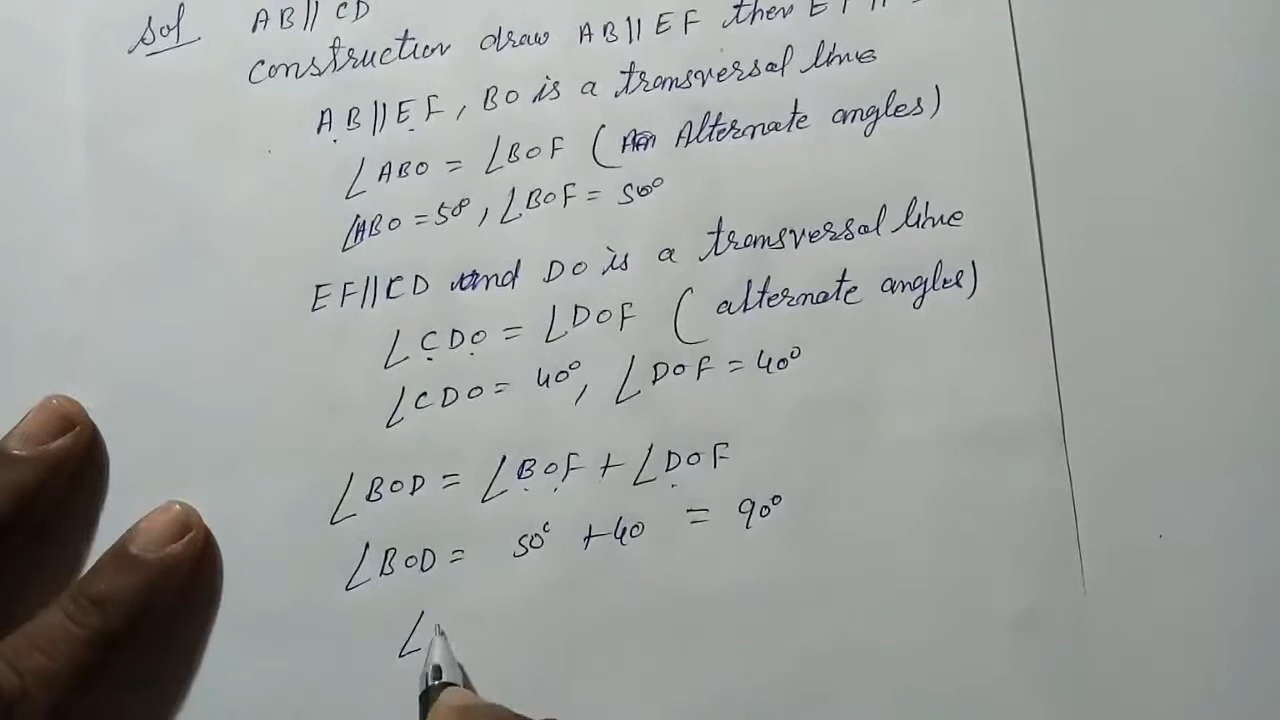 Sol AB || CD
construction draw AB || EF then EF ||
AB || EF, BO is a transversal line
∠ABO = ∠BOF ( Alternate angles)
∠ABO = 50, ∠BOF = 50°
EF || CD and DO is a transversal line
∠CDO = ∠DOF ( alternate angles)
∠CDO = 40°, ∠DOF = 40°
∠BOD = ∠BOF + ∠DOF
∠BOD = 50° + 40 = 90°
∠